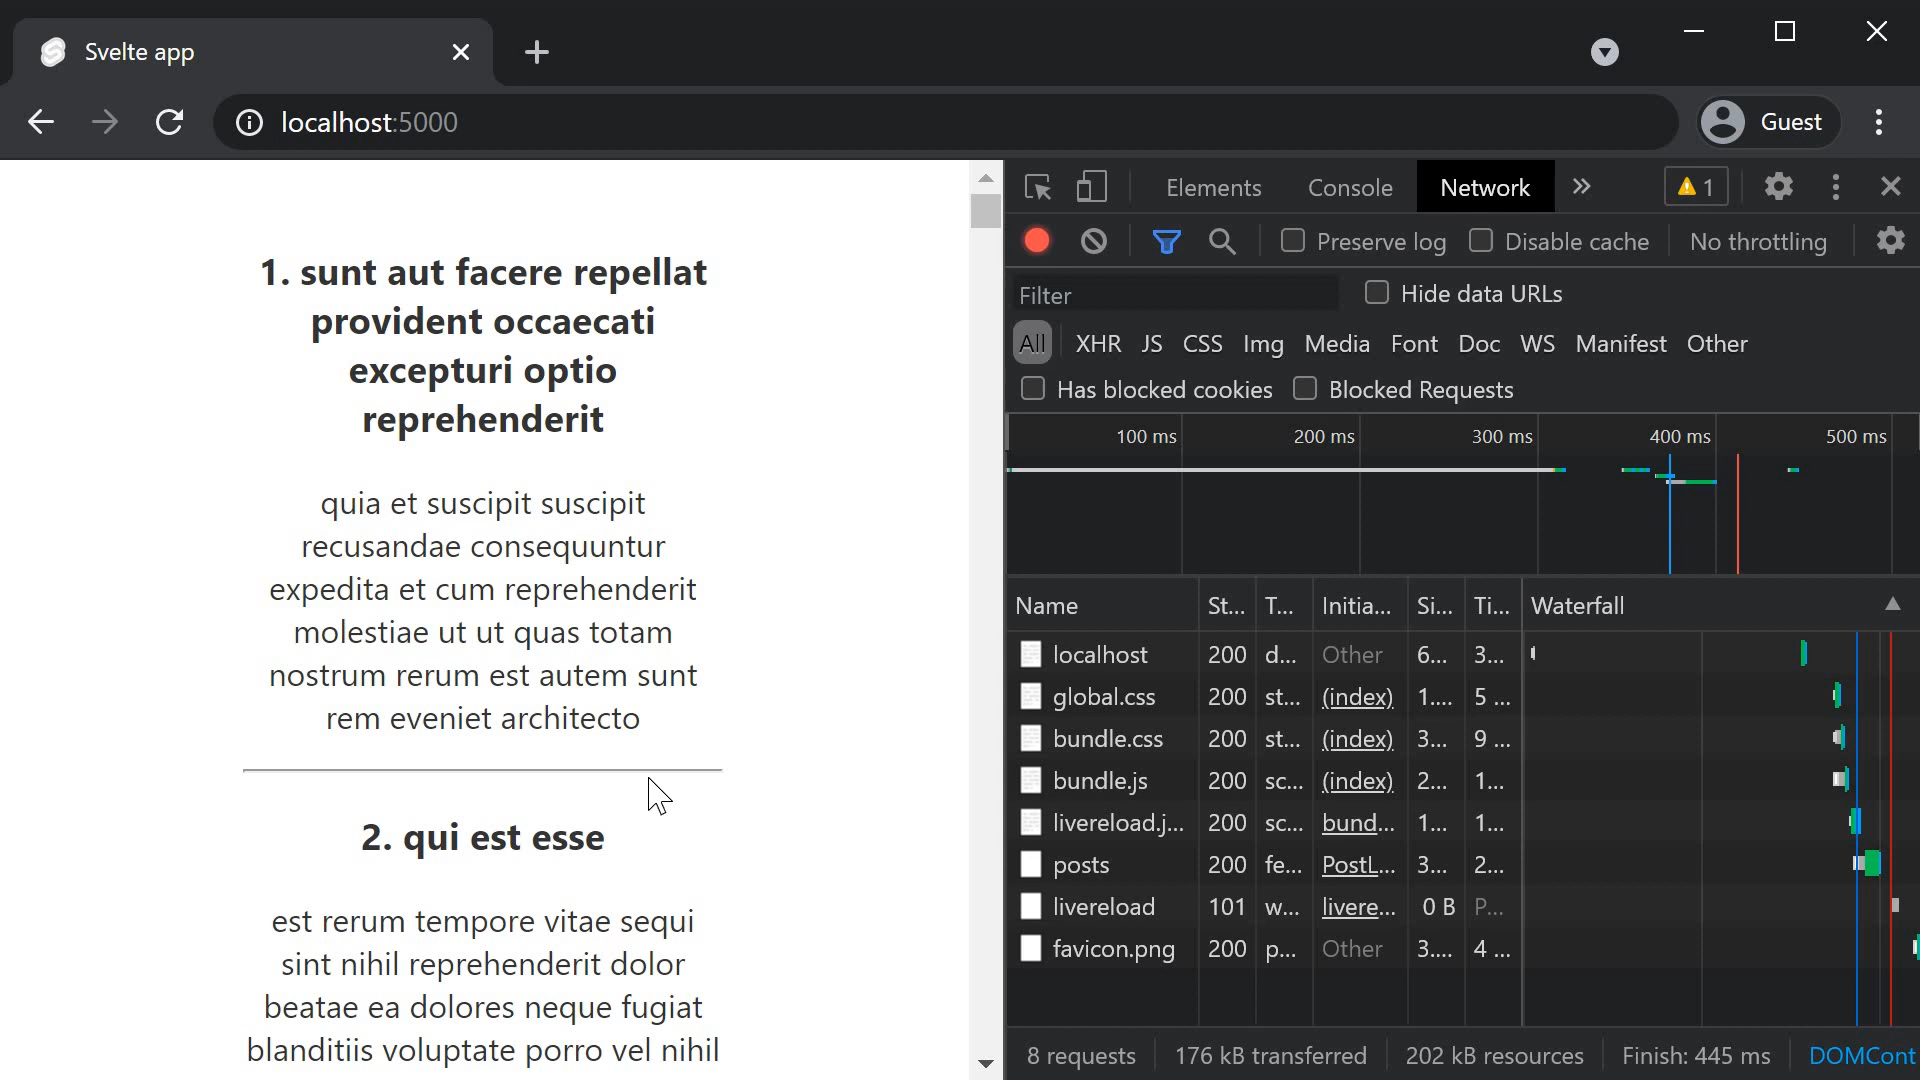 Svelte app
localhost:5000
Guest
1. sunt aut facere repellat
provident occaecati
excepturi optio
reprehenderit
quia et suscipit suscipit
recusandae consequuntur
expedita et cum reprehenderit
molestiae ut ut quas totam
nostrum rerum est autem sunt
rem eveniet architecto
2. qui est esse
est rerum tempore vitae sequi
sint nihil reprehenderit dolor
beatae ea dolores neque fugiat
blanditiis voluptate porro vel nihil
Elements Console Network 1
Preserve log Disable cache No throttling
Filter Hide data URLs
All XHR JS CSS Img Media Font Doc WS Manifest Other
Has blocked cookies Blocked Requests
100 ms 200 ms 300 ms 400 ms 500 ms
Name St... T... Initia... Si... Ti... Waterfall
localhost 200 d... Other 6... 3...
global.css 200 st... (index) 1.... 5 ...
bundle.css 200 st... (index) 3... 9 ...
bundle.js 200 sc... (index) 2... 1...
livereload.j... 200 sc... bund... 1... 1...
posts 200 fe... PostL... 3... 2...
livereload 101 w... livere... 0 B P...
favicon.png 200 p... Other 3.... 4 ...
8 requests 176 kB transferred 202 kB resources Finish: 445 ms DOMCont